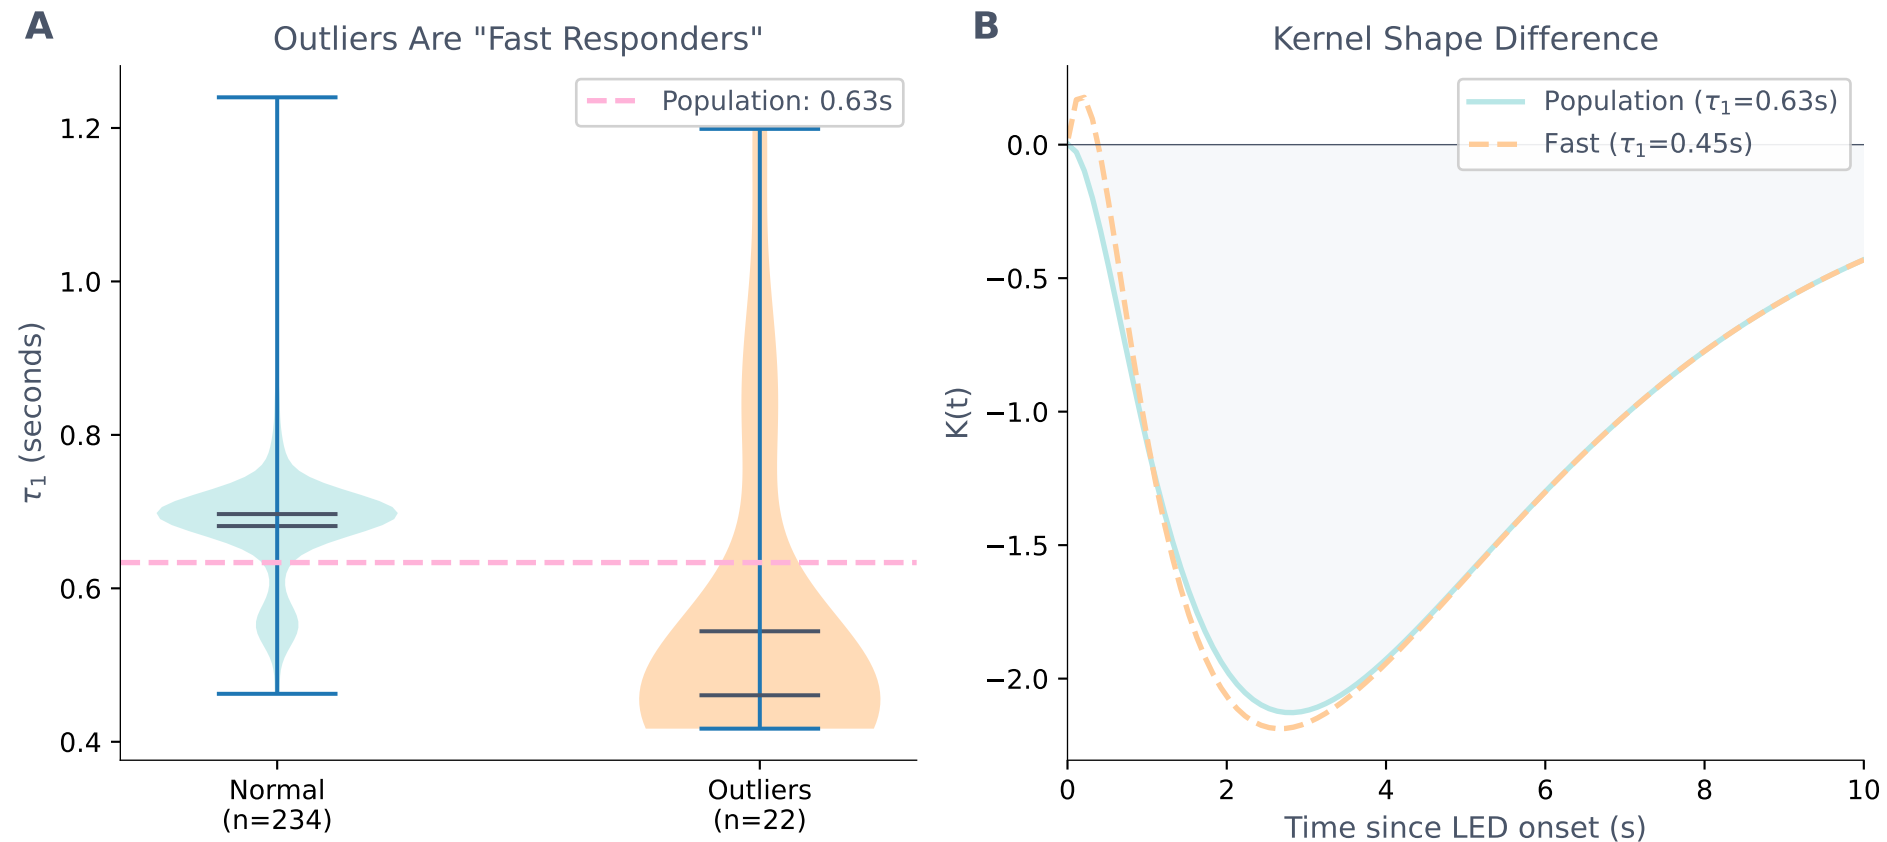 A
Outliers Are "Fast Responders"
Population: 0.63s
τ₁ (seconds)
1.2
1.0
0.8
0.6
0.4
Normal
(n=234)
Outliers
(n=22)
B
Kernel Shape Difference
Population (τ₁=0.63s)
Fast (τ₁=0.45s)
K(t)
0.0
−0.5
−1.0
−1.5
−2.0
0
2
4
6
8
10
Time since LED onset (s)